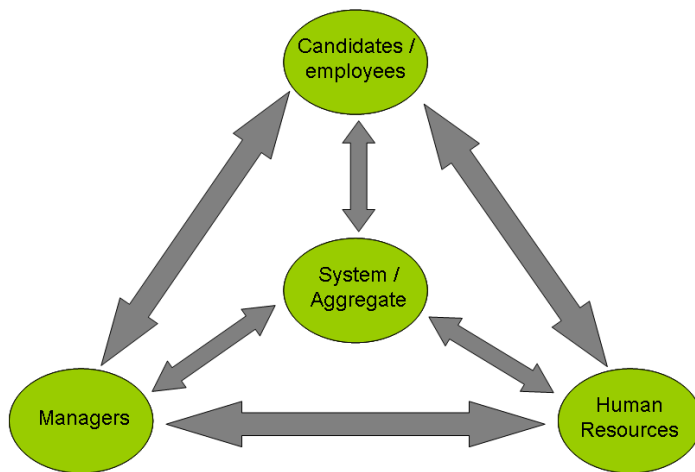 Candidates /
employees
System /
Aggregate
Managers
Human
Resources